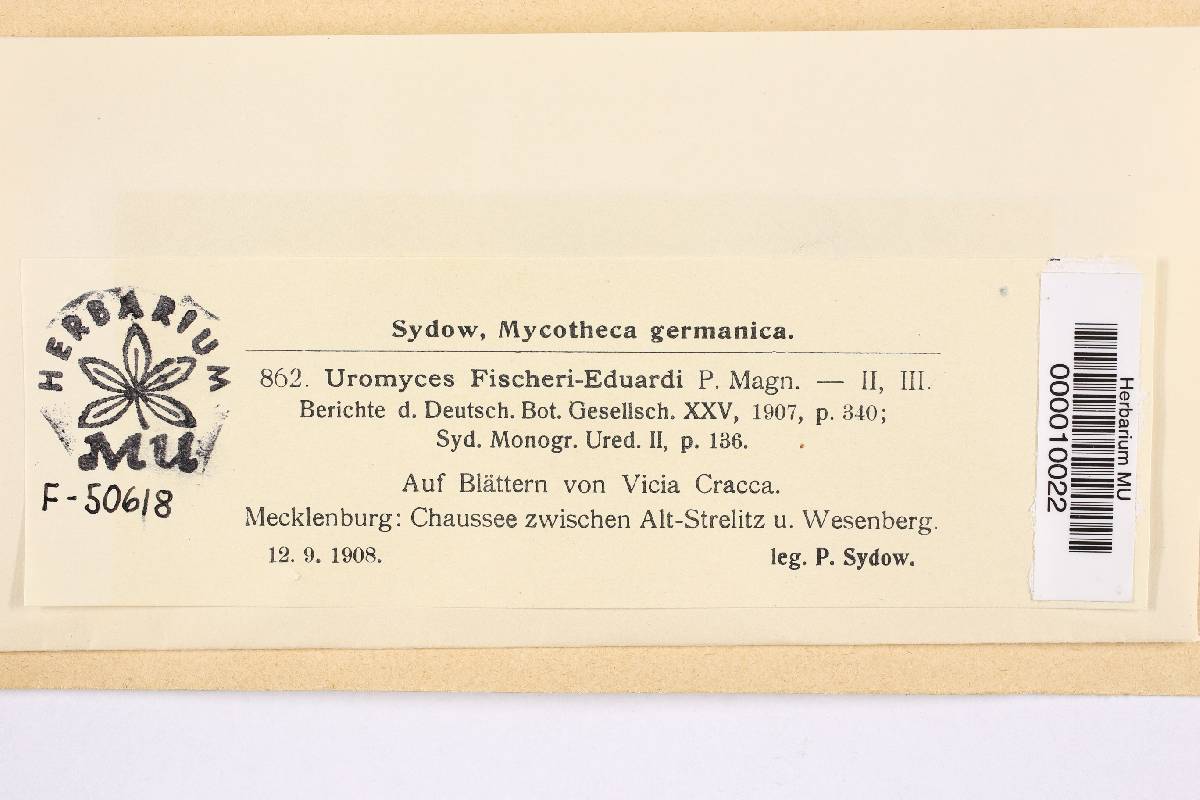 HERBARIUM
MU
F-50618
Sydow, Mycotheca germanica.
862. Uromyces Fischeri-Eduardi P. Magn. — II, III.
Berichte d. Deutsch. Bot. Gesellsch. XXV, 1907, p. 340;
Syd. Monogr. Ured. II, p. 136.
Auf Blättern von Vicia Cracca.
Mecklenburg: Chaussee zwischen Alt-Strelitz u. Wesenberg.
12. 9. 1908. leg. P. Sydow.
Herbarium MU
000010022